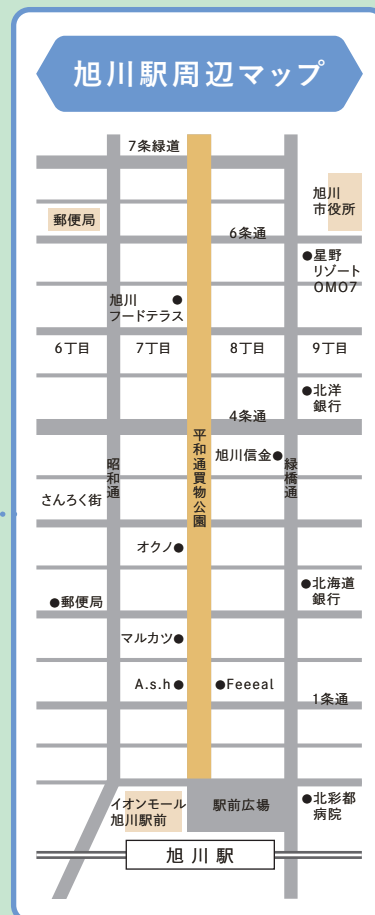 旭川駅周辺マップ
7条緑道
旭川
市役所
郵便局
6条通
●星野
リゾート
OMO7
旭川
フードテラス
6丁目
7丁目
8丁目
9丁目
●北洋
銀行
4条通
平和通買物公園
旭川信金●
昭和通
緑橋通
さんろく街
オクノ●
●北海道
銀行
●郵便局
マルカツ●
A.s.h●
●Feeeal
1条通
イオンモール
旭川駅前
駅前広場
●北彩都
病院
旭川駅